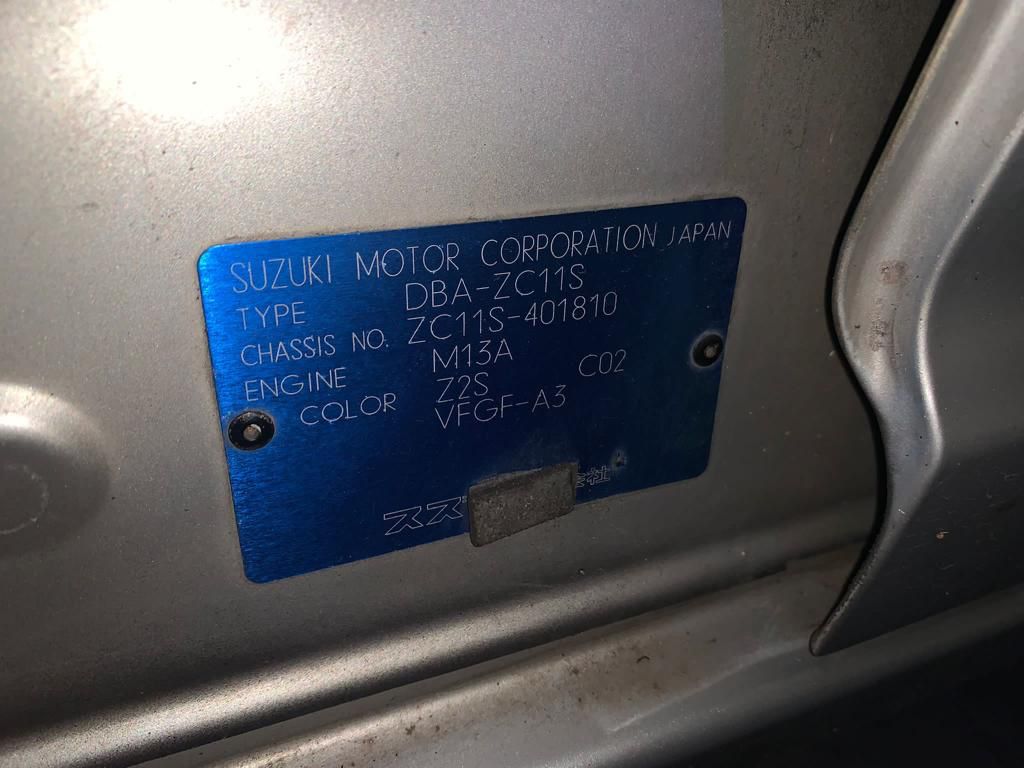 SUZUKI MOTOR CORPORATION JAPAN
TYPE DBA-ZC11S
CHASSIS NO. ZC11S-401810
ENGINE M13A
COLOR Z2S C02
VFGF-A3